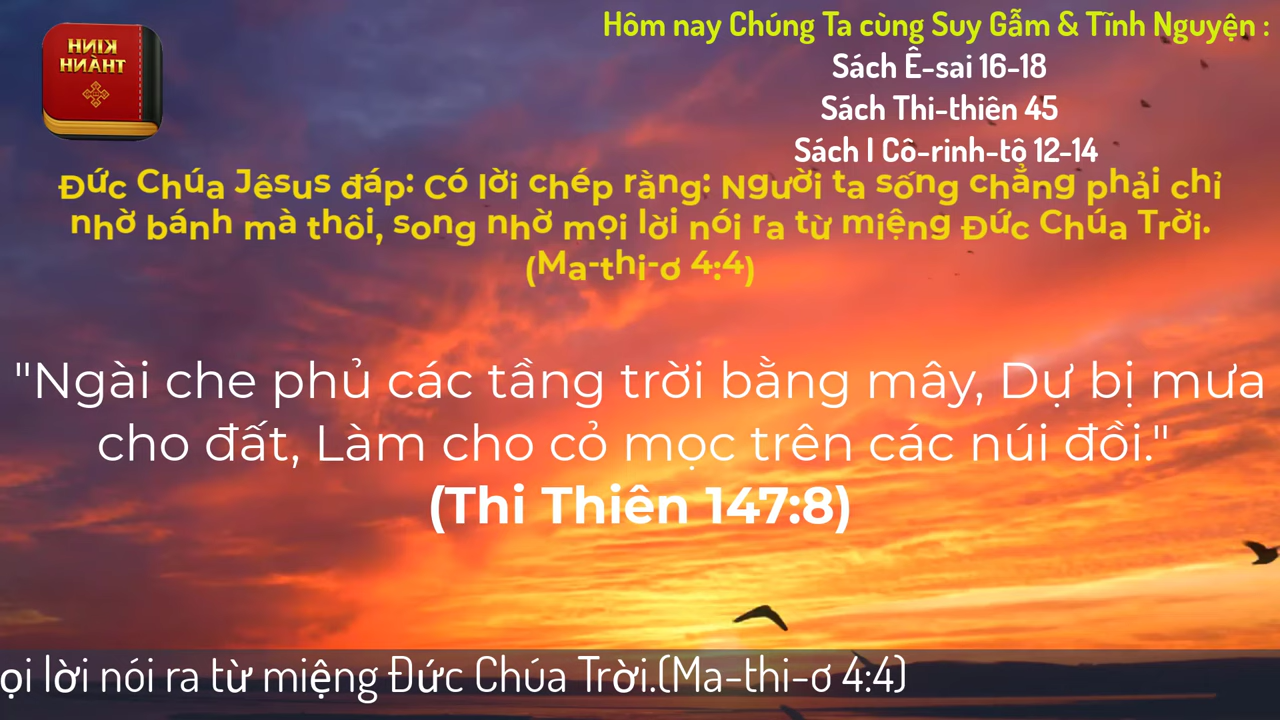 KINH
THÁNH
Hôm nay Chúng Ta cùng Suy Gẫm & Tĩnh Nguyện :
Sách Ê-sai 16-18
Sách Thi-thiên 45
Sách I Cô-rinh-tô 12-14
Đức Chúa Jêsus đáp: Có lời chép rằng: Người ta sống chẳng phải chỉ
nhờ bánh mà thôi, song nhờ mọi lời nói ra từ miệng Đức Chúa Trời.
(Ma-thi-ơ 4:4)
"Ngài che phủ các tầng trời bằng mây, Dự bị mưa
cho đất, Làm cho cỏ mọc trên các núi đồi."
(Thi Thiên 147:8)
ọi lời nói ra từ miệng Đức Chúa Trời.(Ma-thi-ơ 4:4)